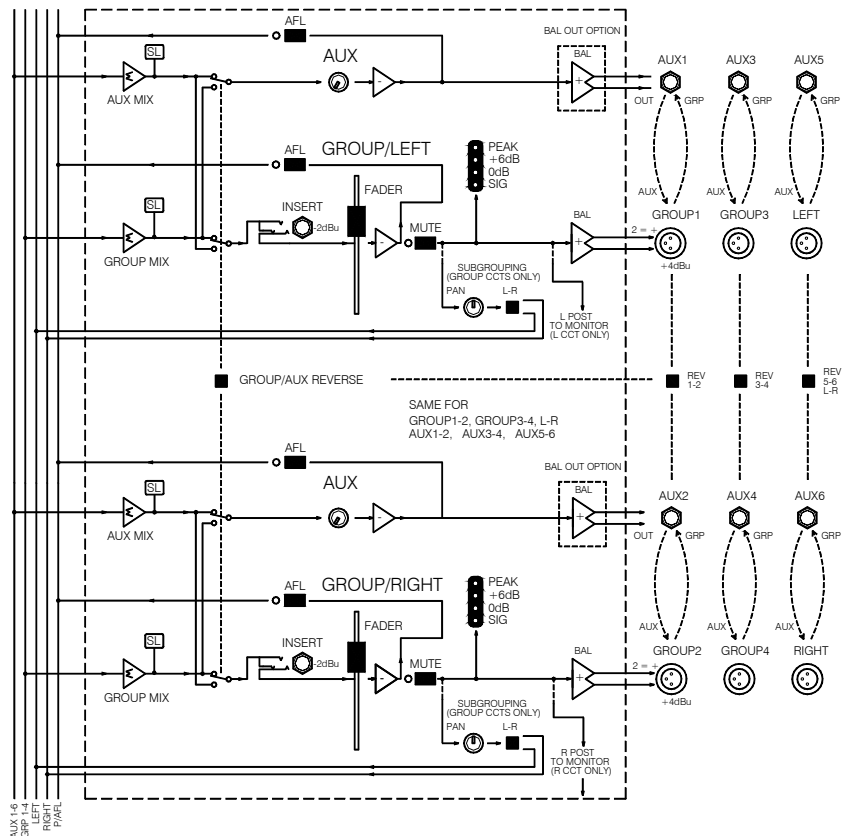 AFL
BAL OUT OPTION
SL
AUX
BAL
AUX1 AUX3 AUX5
AUX MIX
OUT GRP GRP GRP
AFL
GROUP/LEFT
PEAK
+6dB
0dB
SIG
SL
INSERT
FADER
-2dBu
AUX AUX AUX
GROUP1 GROUP3 LEFT
MUTE
BAL
2 = +
+4dBu
GROUP MIX
SUBGROUPING
(GROUP CCTS ONLY)
PAN L-R
L POST
TO MONITOR
(L CCT ONLY)
GROUP/AUX REVERSE
REV
1-2
REV
3-4
REV
5-6
L-R
SAME FOR
GROUP1-2, GROUP3-4, L-R
AUX1-2, AUX3-4, AUX5-6
AFL
BAL OUT OPTION
SL
AUX
BAL
AUX2 AUX4 AUX6
AUX MIX
OUT GRP GRP GRP
AFL
GROUP/RIGHT
PEAK
+6dB
0dB
SIG
SL
INSERT
FADER
-2dBu
AUX AUX AUX
GROUP2 GROUP4 RIGHT
MUTE
BAL
2 = +
+4dBu
GROUP MIX
SUBGROUPING
(GROUP CCTS ONLY)
PAN L-R
R POST
TO MONITOR
(R CCT ONLY)
AUX 1-6
GRP 1-4
LEFT
RIGHT
P/AFL